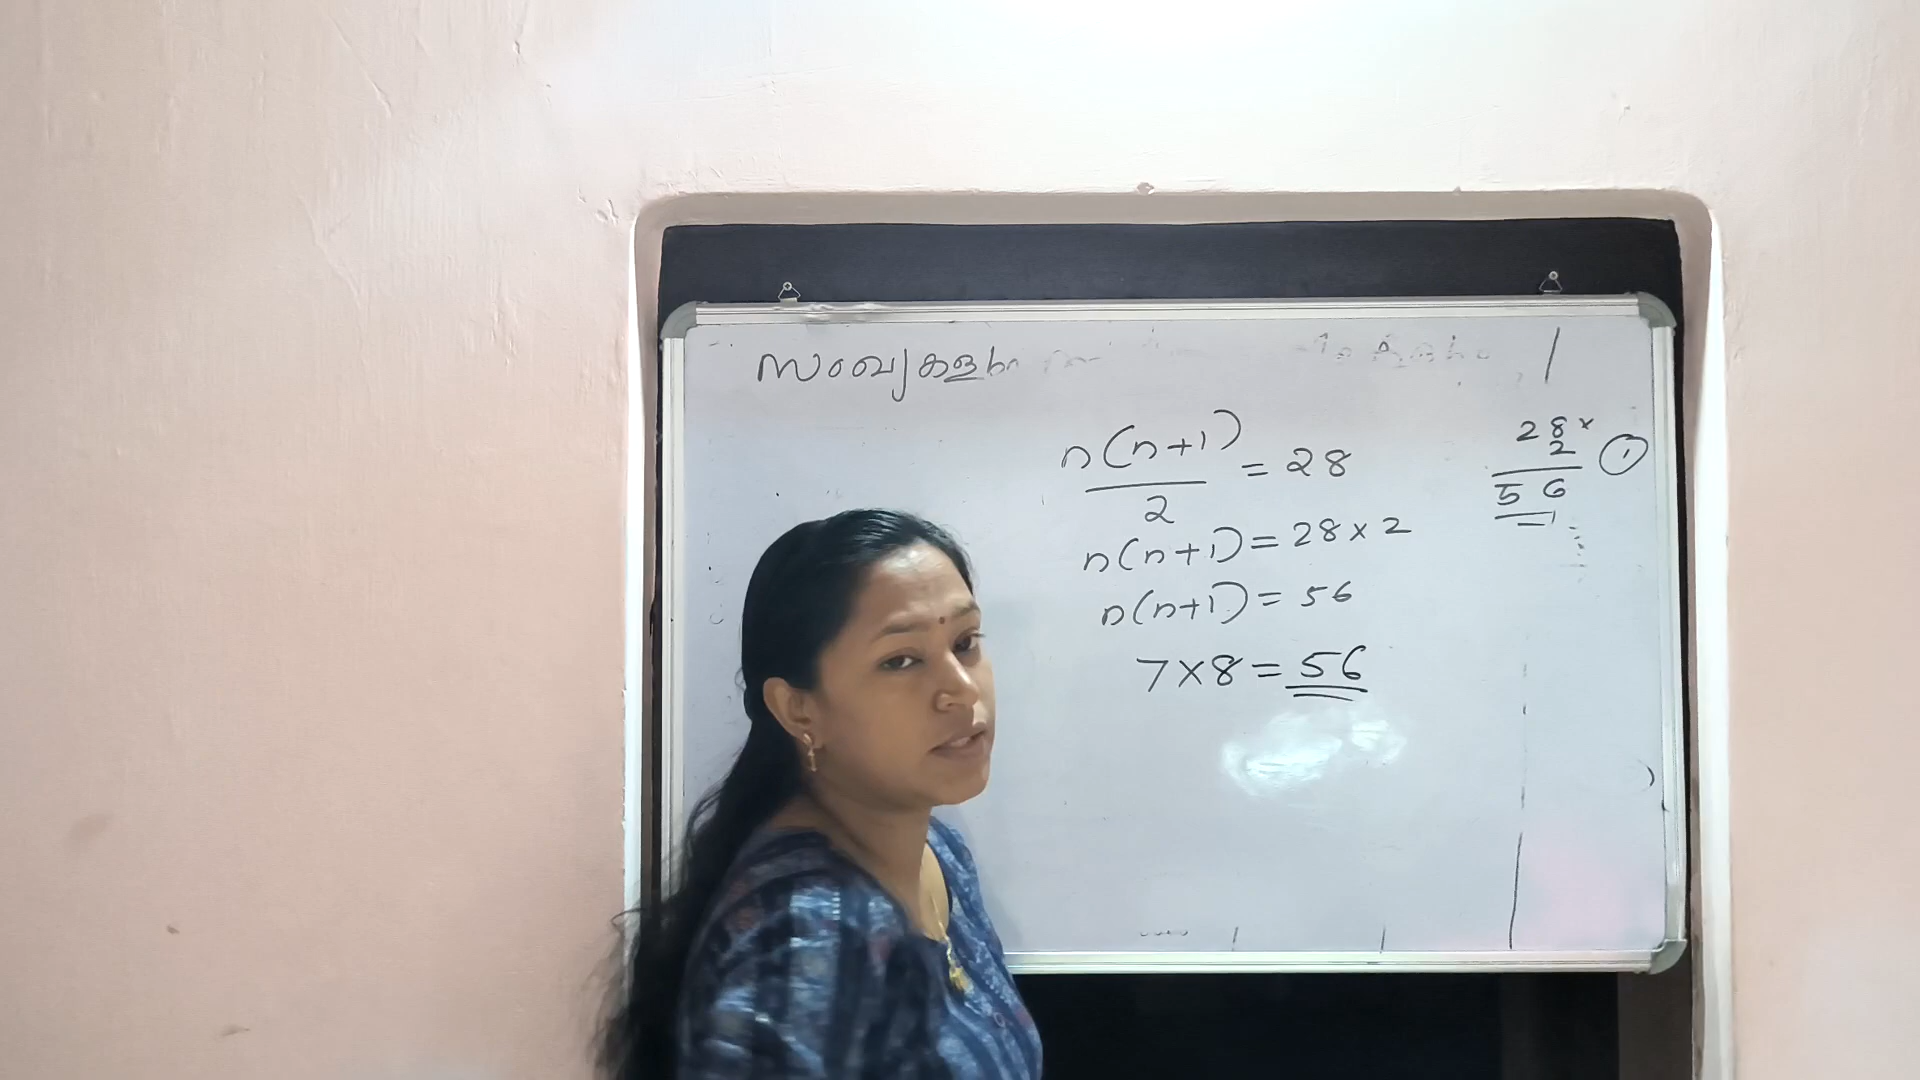 സംഖ്യകളും
n(n+1)
/2 = 28
n(n+1) = 28 × 2
n(n+1) = 56
7×8 = 56
28 ×
2
56
1